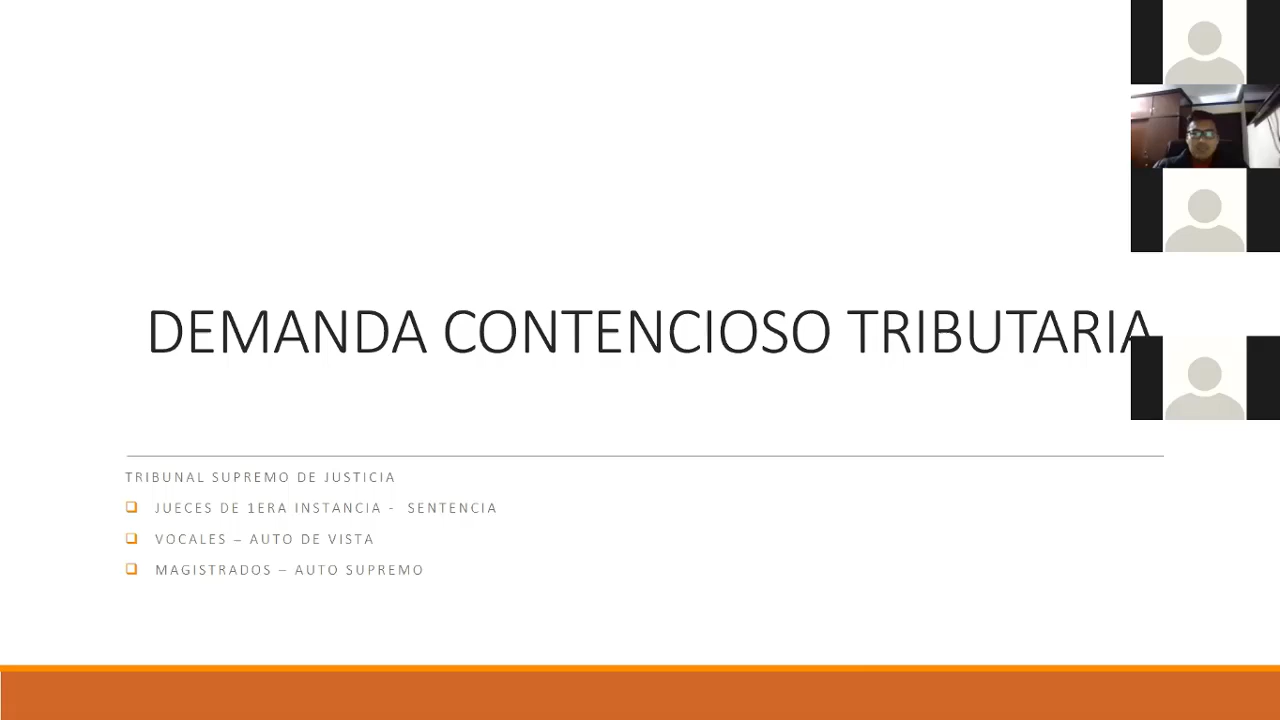 DEMANDA CONTENCIOSO TRIBUTARIA
TRIBUNAL SUPREMO DE JUSTICIA
JUECES DE 1ERA INSTANCIA - SENTENCIA
VOCALES – AUTO DE VISTA
MAGISTRADOS – AUTO SUPREMO